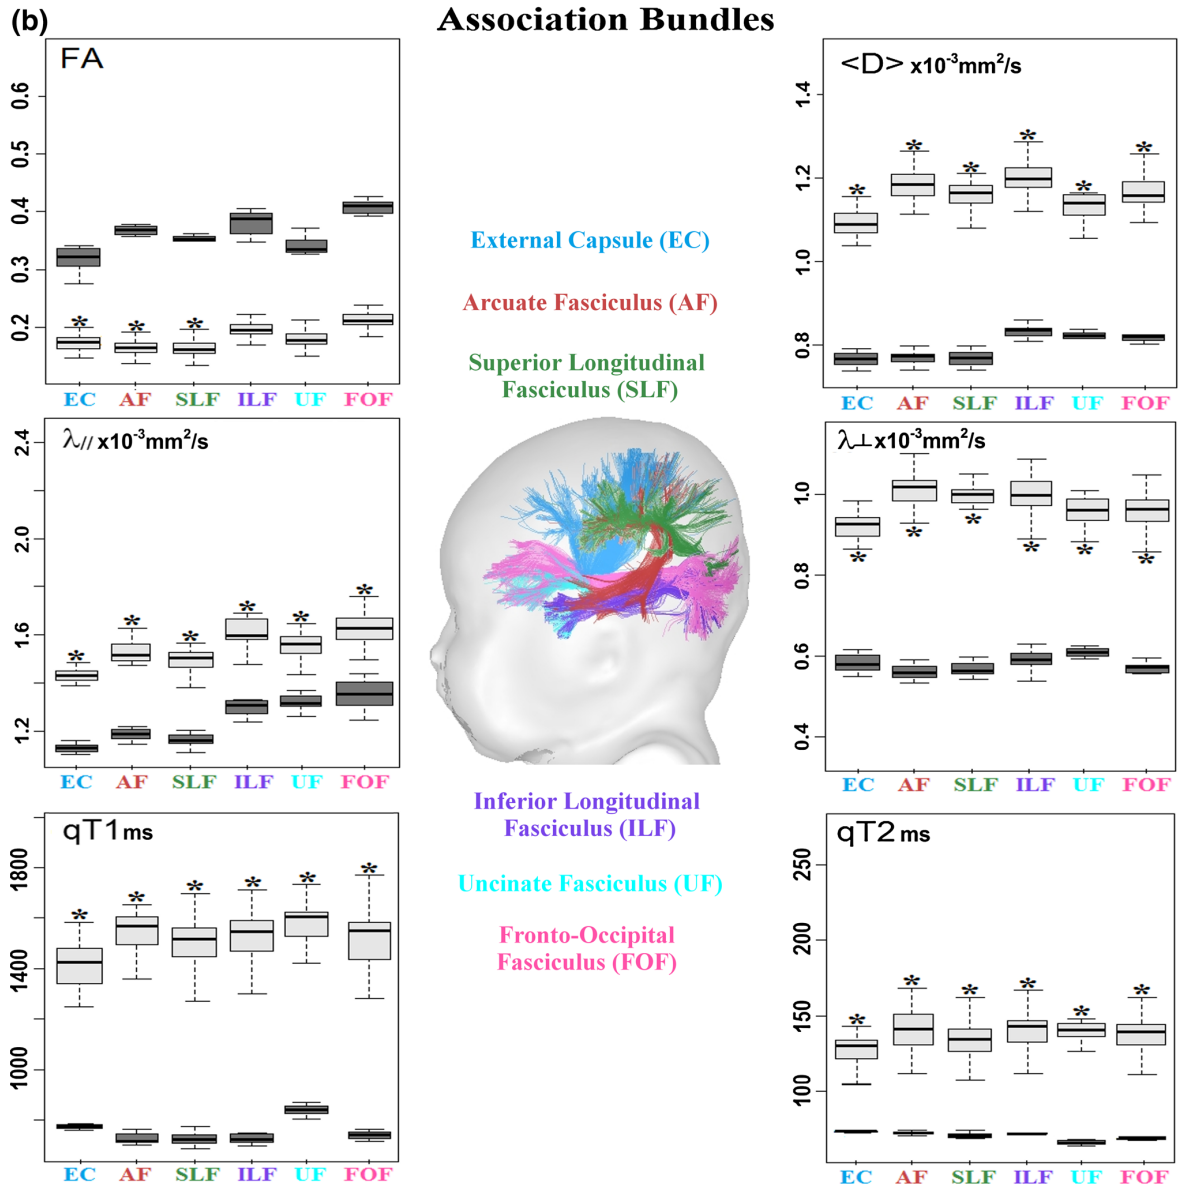 (b)
Association Bundles
FA
0.6
0.5
0.4
0.3
0.2
* * *
EC AF SLF ILF UF FOF
<D> x10⁻³mm²/s
1.4
1.2
1.0
0.8
* * * * * *
EC AF SLF ILF UF FOF
External Capsule (EC)
Arcuate Fasciculus (AF)
Superior Longitudinal
Fasciculus (SLF)
λ// x10⁻³mm²/s
2.4
2.0
1.6
1.2
* * * * * *
EC AF SLF ILF UF FOF
λ⊥x10⁻³mm²/s
1.0
0.8
0.6
0.4
* * * * * *
EC AF SLF ILF UF FOF
Inferior Longitudinal
Fasciculus (ILF)
Uncinate Fasciculus (UF)
Fronto-Occipital
Fasciculus (FOF)
qT1 ms
1800
1400
1000
* * * * * *
EC AF SLF ILF UF FOF
qT2 ms
250
200
150
100
* * * * * *
EC AF SLF ILF UF FOF